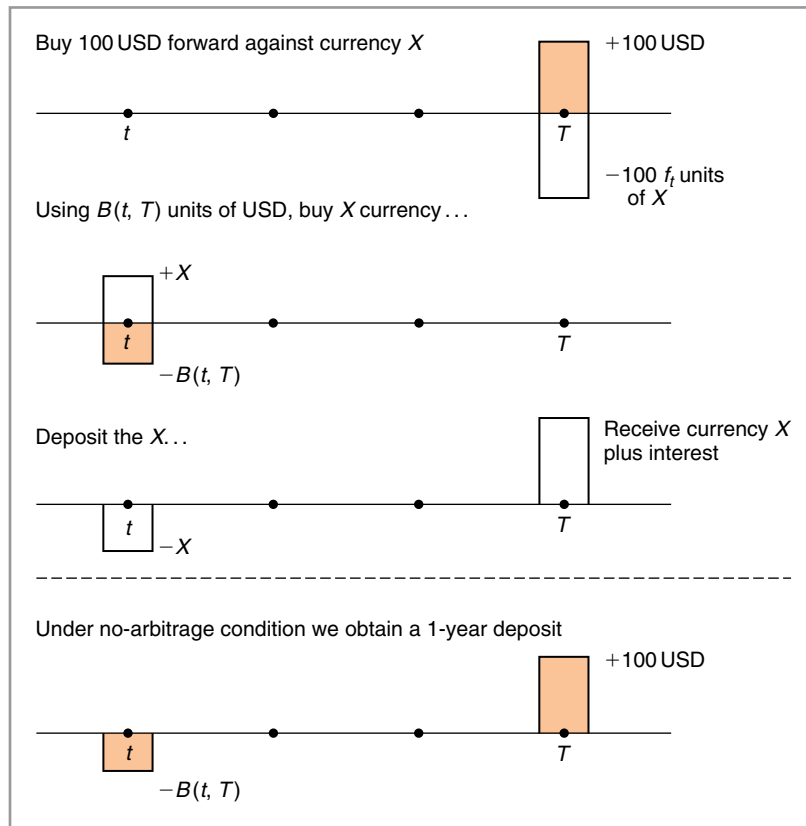 Buy 100 USD forward against currency X
+100 USD
t
T
−100 fₜ units
of X
Using B(t, T) units of USD, buy X currency...
+X
t
T
−B(t, T)
Deposit the X...
Receive currency X
plus interest
t
T
−X
Under no-arbitrage condition we obtain a 1-year deposit
+100 USD
t
T
−B(t, T)